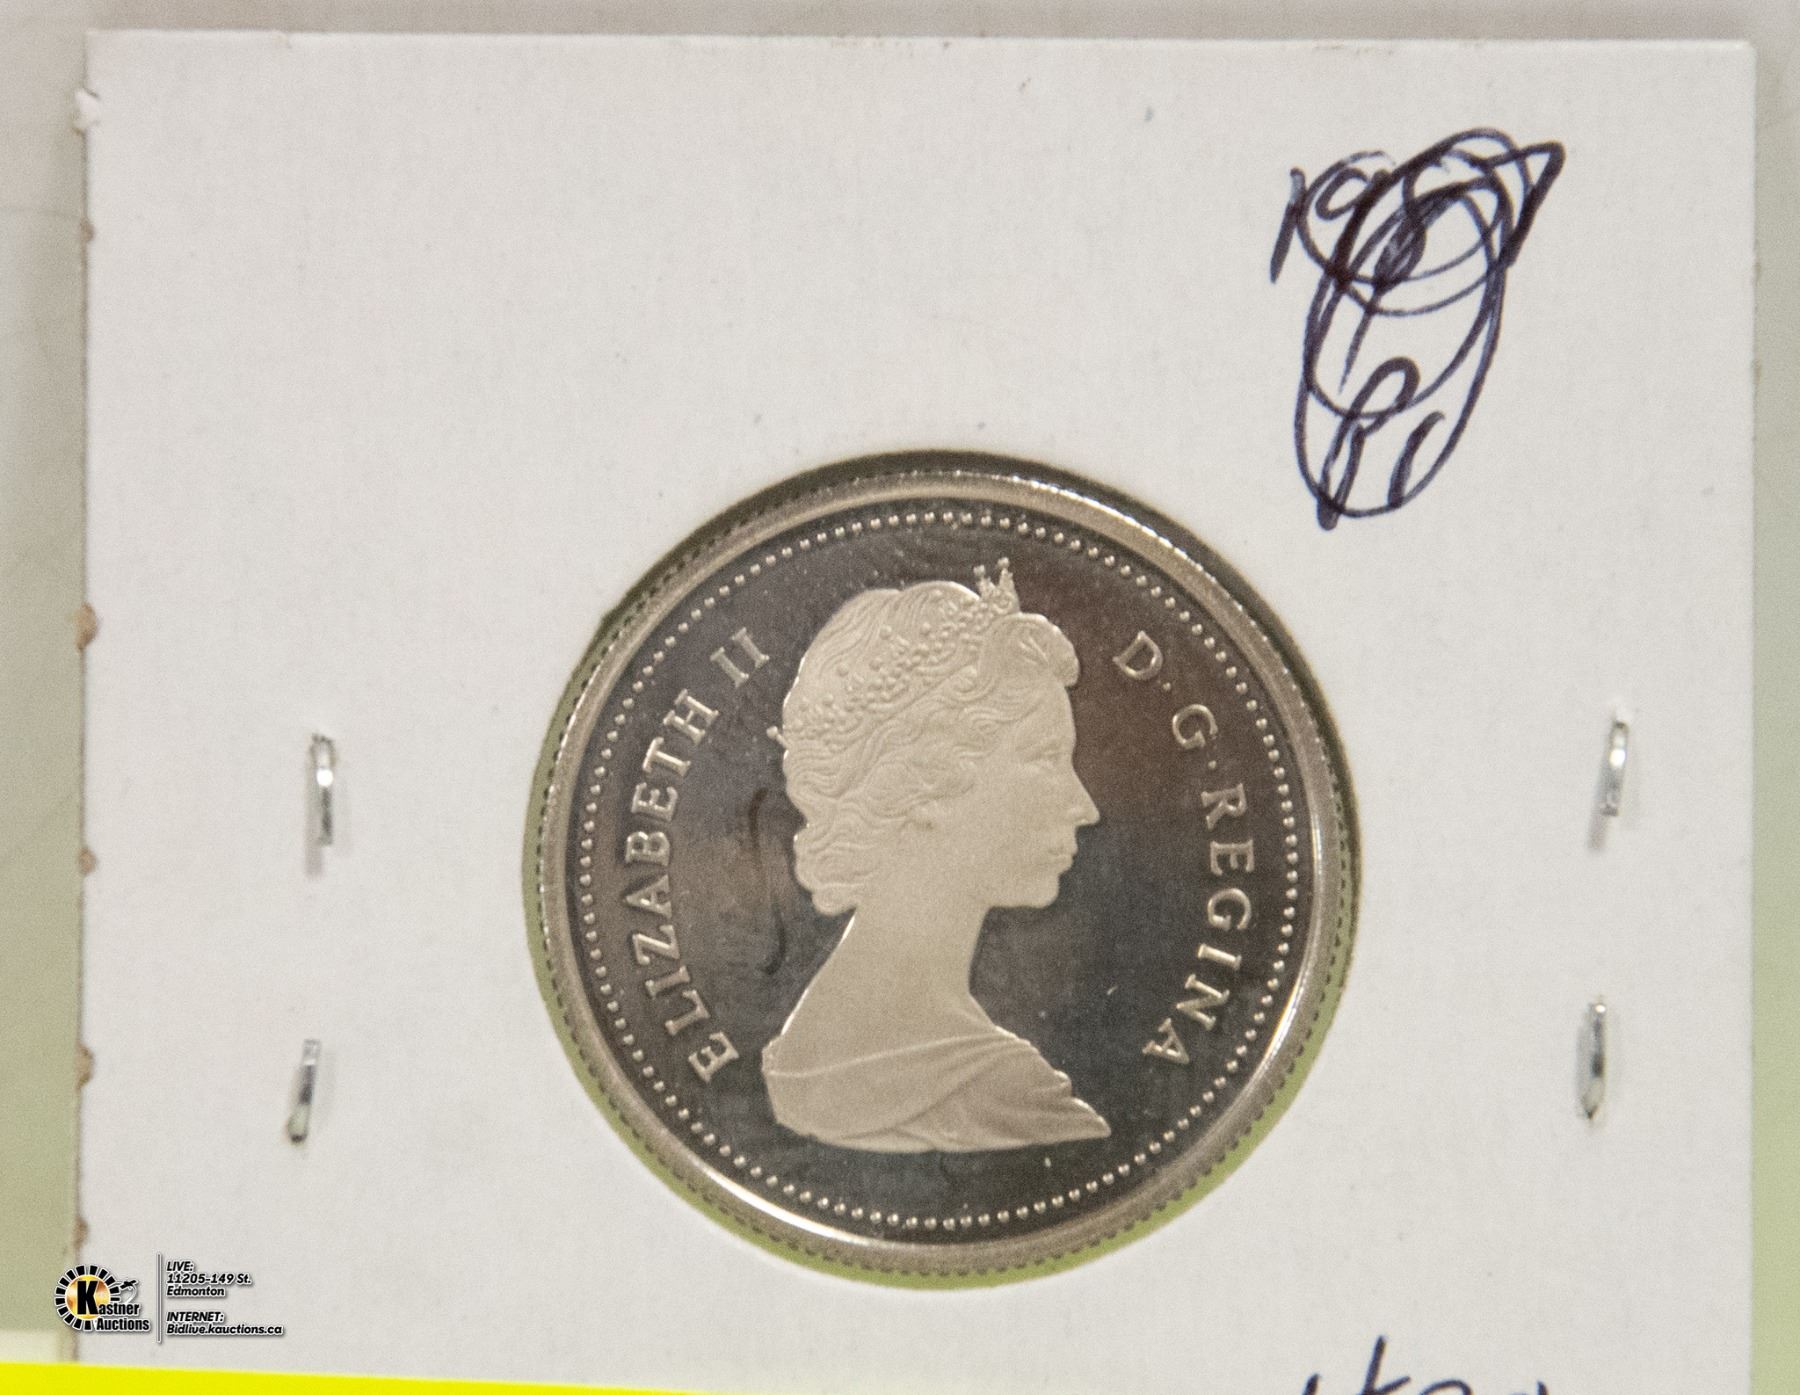 ELIZABETH II D. G. REGINA
Kastner
Auctions
LIVE:
11205-149 St.
Edmonton
INTERNET:
Bidlive.kauctions.ca